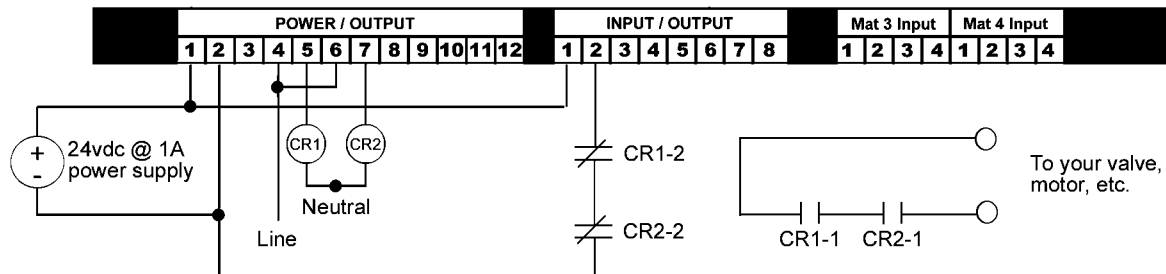 POWER / OUTPUT INPUT / OUTPUT Mat 3 Input Mat 4 Input
1 2 3 4 5 6 7 8 9 10 11 12 1 2 3 4 5 6 7 8 1 2 3 4 1 2 3 4
+
-
24vdc @ 1A
power supply
CR1
CR2
Neutral
Line
CR1-2
CR2-2
CR1-1
CR2-1
To your valve,
motor, etc.